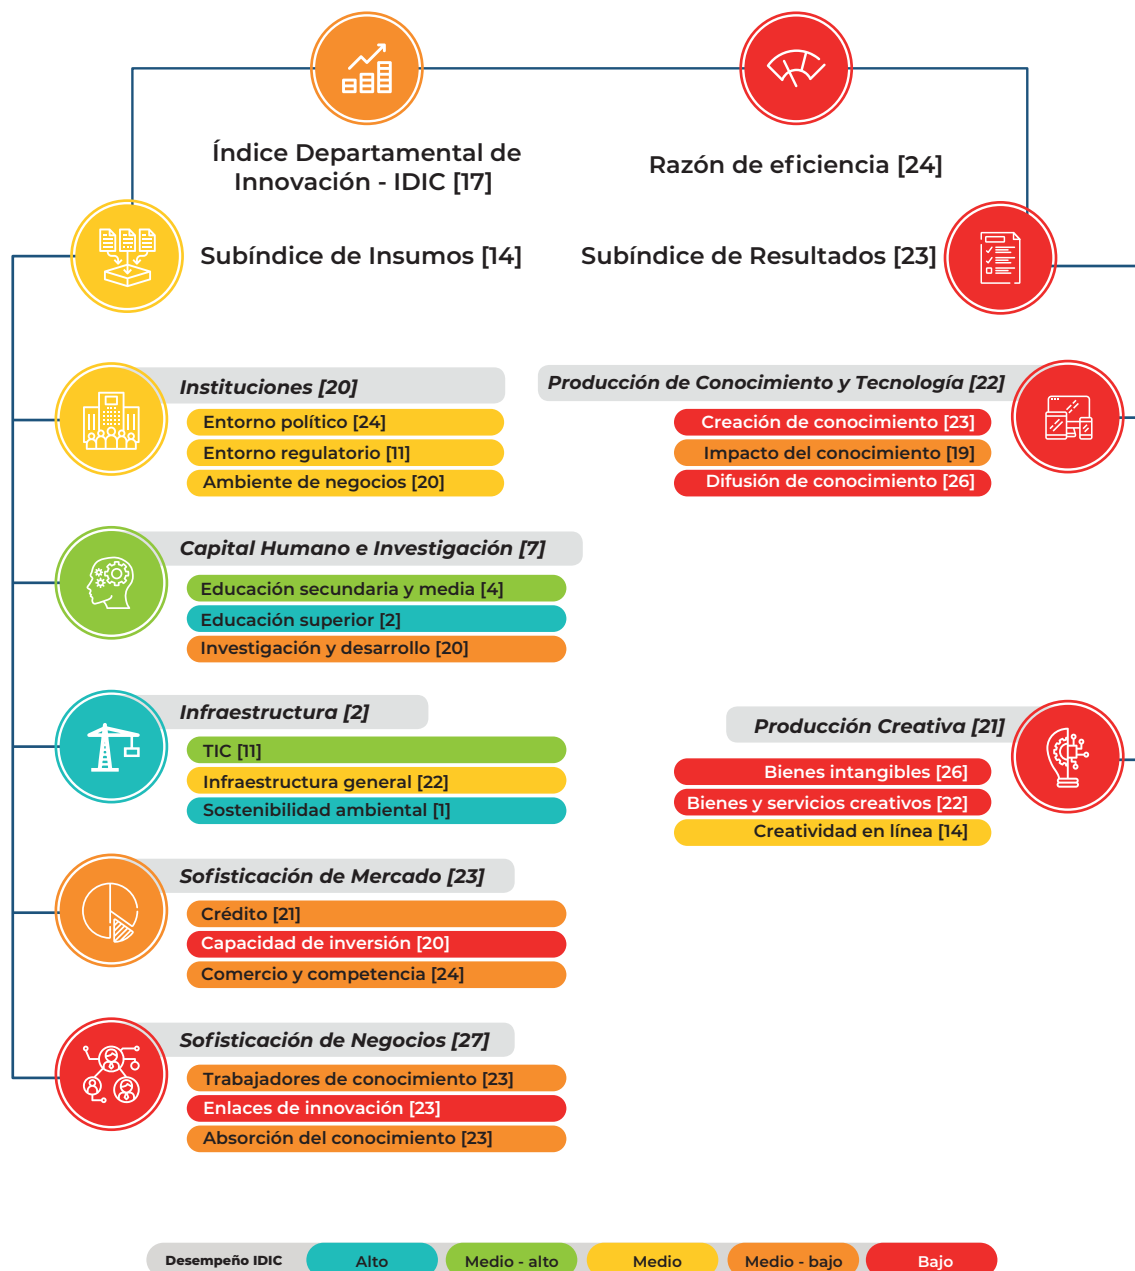 Índice Departamental de
Innovación - IDIC [17]
Razón de eficiencia [24]
Subíndice de Insumos [14]
Subíndice de Resultados [23]
Instituciones [20]
Entorno político [24]
Entorno regulatorio [11]
Ambiente de negocios [20]
Capital Humano e Investigación [7]
Educación secundaria y media [4]
Educación superior [2]
Investigación y desarrollo [20]
Infraestructura [2]
TIC [11]
Infraestructura general [22]
Sostenibilidad ambiental [1]
Sofisticación de Mercado [23]
Crédito [21]
Capacidad de inversión [20]
Comercio y competencia [24]
Sofisticación de Negocios [27]
Trabajadores de conocimiento [23]
Enlaces de innovación [23]
Absorción del conocimiento [23]
Producción de Conocimiento y Tecnología [22]
Creación de conocimiento [23]
Impacto del conocimiento [19]
Difusión de conocimiento [26]
Producción Creativa [21]
Bienes intangibles [26]
Bienes y servicios creativos [22]
Creatividad en línea [14]
Desempeño IDIC Alto Medio - alto Medio Medio - bajo Bajo